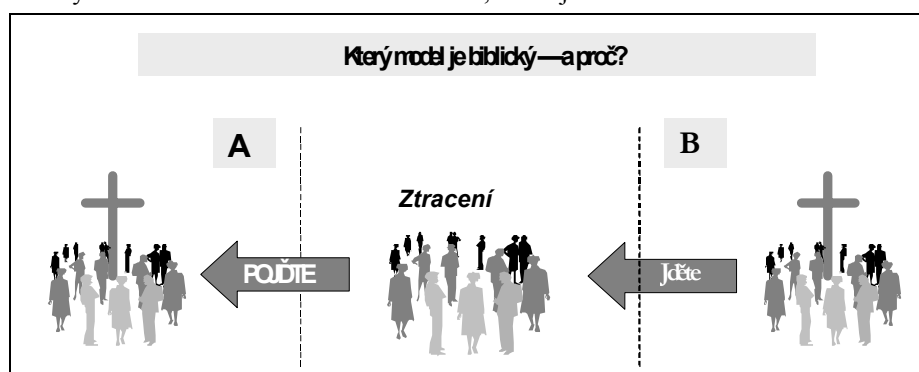 Který model je biblický — a proč?
A
B
Ztracení
POJĎTE
Jděte